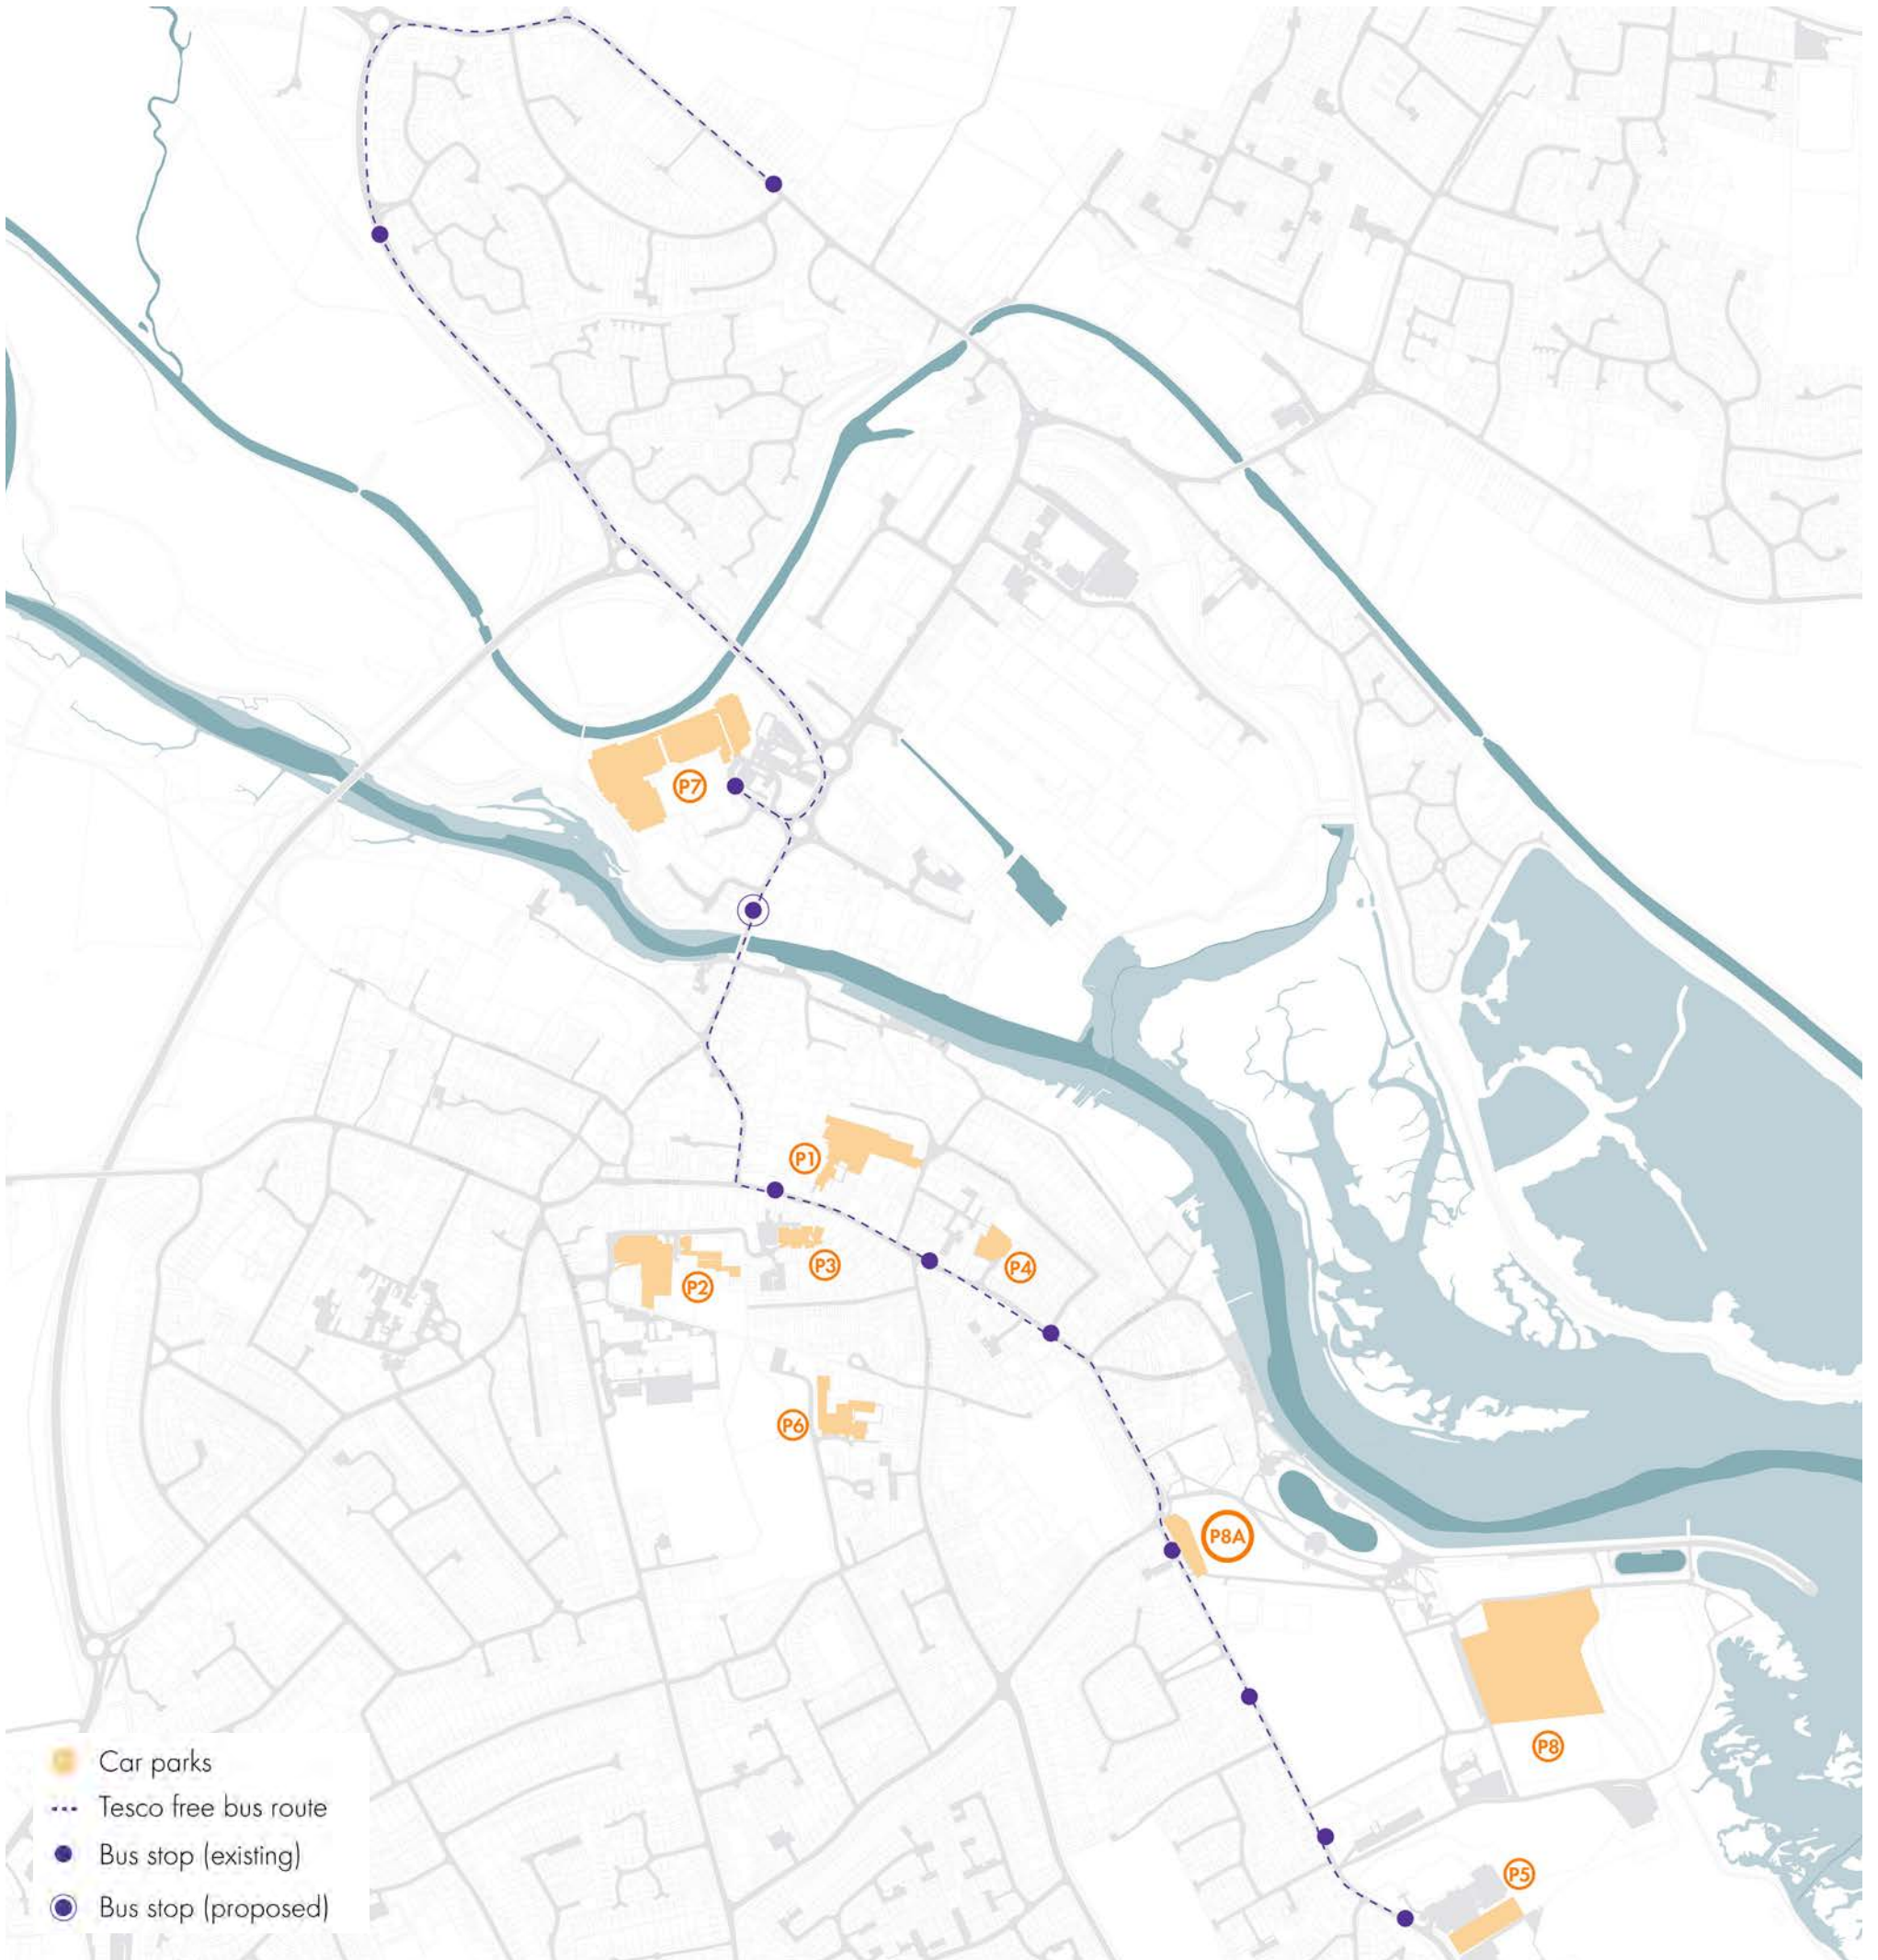 P7
P1
P3
P4
P2
P6
P8A
P8
P5
Car parks
Tesco free bus route
Bus stop (existing)
Bus stop (proposed)